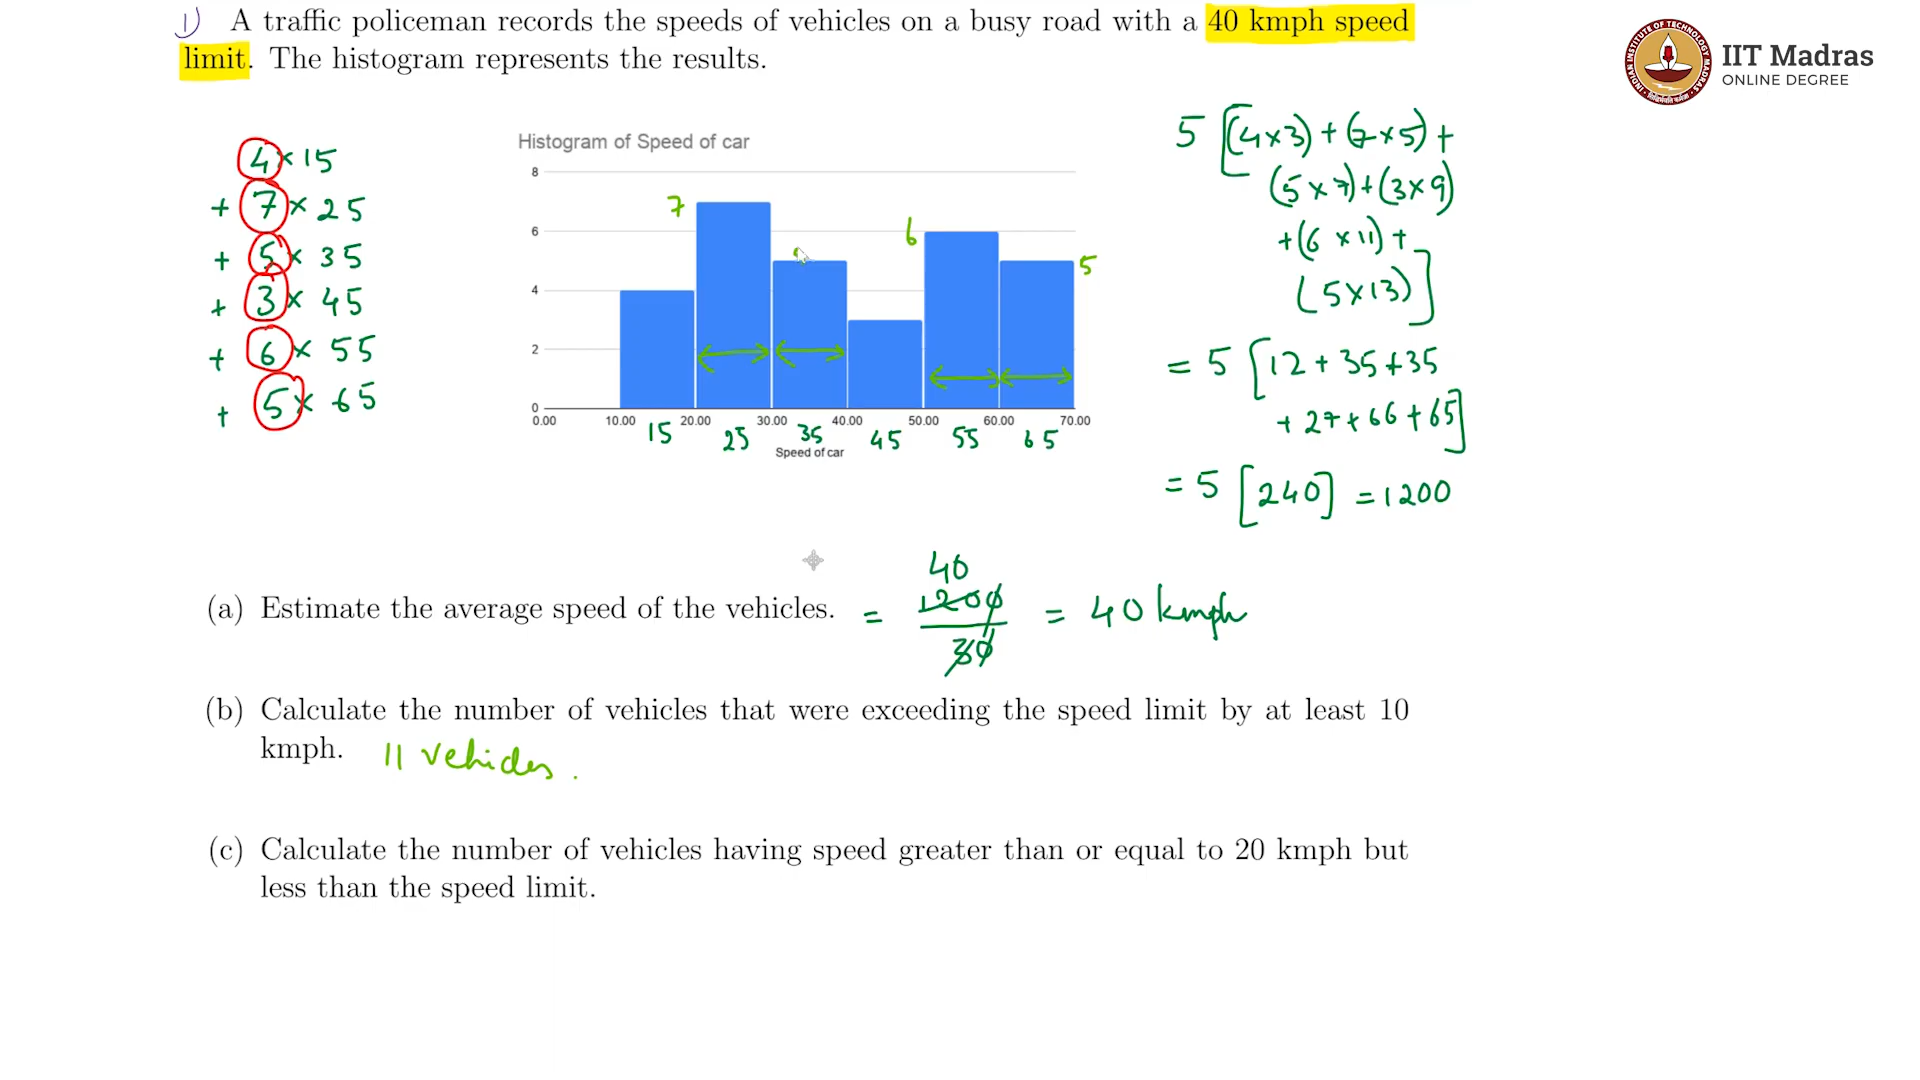 1) A traffic policeman records the speeds of vehicles on a busy road with a 40 kmph speed
limit. The histogram represents the results.
IIT Madras
ONLINE DEGREE
INDIAN INSTITUTE OF TECHNOLOGY MADRAS
4 × 15
+ 7 × 25
+ 5 × 35
+ 3 × 45
+ 6 × 55
+ 5 × 65
Histogram of Speed of car
8
6
4
2
0
7
6
5
0.00 10.00 20.00 30.00 40.00 50.00 60.00 70.00
15 25 35 45 55 65
Speed of car
5 [(4×3) + (7×5) +
(5×7) + (3×9)
+ (6×11) +
(5×13)]
= 5 [12 + 35 + 35
+ 27 + 66 + 65]
= 5 [240] = 1200
40
(a) Estimate the average speed of the vehicles. = 1200/30 = 40 kmph
(b) Calculate the number of vehicles that were exceeding the speed limit by at least 10
kmph. 11 vehicles.
(c) Calculate the number of vehicles having speed greater than or equal to 20 kmph but
less than the speed limit.